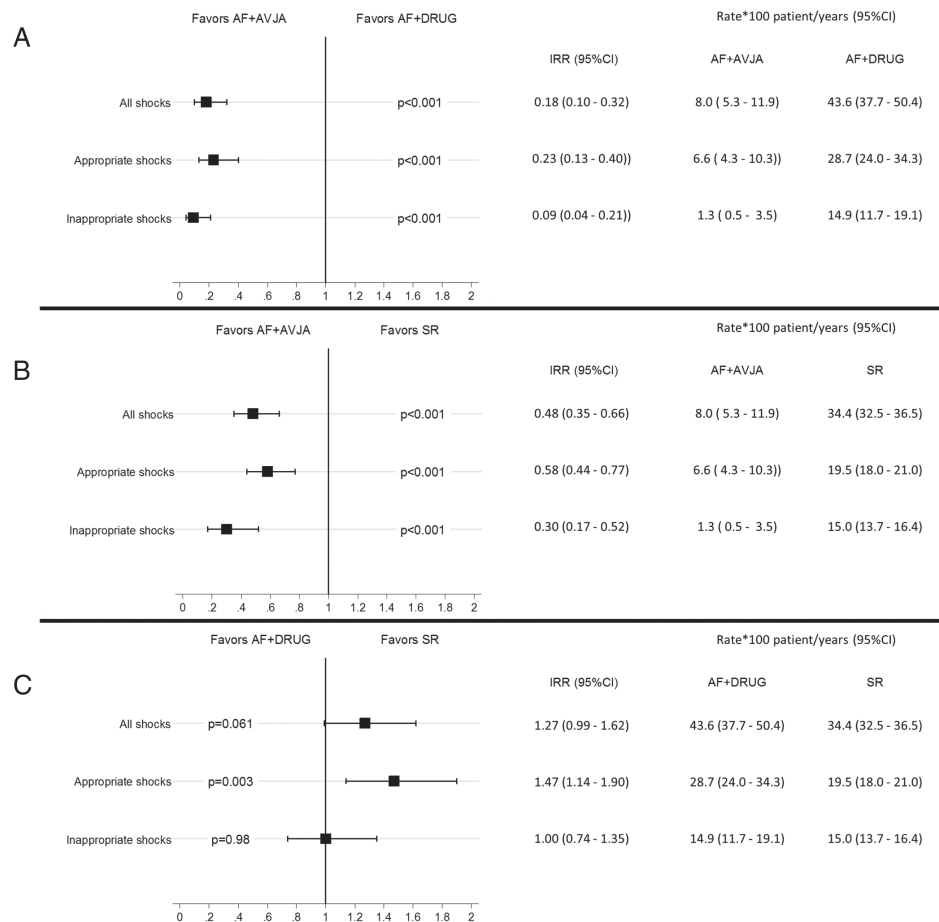 A
Favors AF+AVJA Favors AF+DRUG Rate*100 patient/years (95%CI)
IRR (95%CI) AF+AVJA AF+DRUG
All shocks p<0.001 0.18 (0.10 - 0.32) 8.0 ( 5.3 - 11.9) 43.6 (37.7 - 50.4)
Appropriate shocks p<0.001 0.23 (0.13 - 0.40)) 6.6 ( 4.3 - 10.3)) 28.7 (24.0 - 34.3)
Inappropriate shocks p<0.001 0.09 (0.04 - 0.21)) 1.3 ( 0.5 - 3.5) 14.9 (11.7 - 19.1)
0 .2 .4 .6 .8 1 1.2 1.4 1.6 1.8 2
B
Favors AF+AVJA Favors SR Rate*100 patient/years (95%CI)
IRR (95%CI) AF+AVJA SR
All shocks p<0.001 0.48 (0.35 - 0.66) 8.0 ( 5.3 - 11.9) 34.4 (32.5 - 36.5)
Appropriate shocks p<0.001 0.58 (0.44 - 0.77) 6.6 ( 4.3 - 10.3)) 19.5 (18.0 - 21.0)
Inappropriate shocks p<0.001 0.30 (0.17 - 0.52) 1.3 ( 0.5 - 3.5) 15.0 (13.7 - 16.4)
0 .2 .4 .6 .8 1 1.2 1.4 1.6 1.8 2
C
Favors AF+DRUG Favors SR Rate*100 patient/years (95%CI)
IRR (95%CI) AF+DRUG SR
All shocks p=0.061 1.27 (0.99 - 1.62) 43.6 (37.7 - 50.4) 34.4 (32.5 - 36.5)
Appropriate shocks p=0.003 1.47 (1.14 - 1.90) 28.7 (24.0 - 34.3) 19.5 (18.0 - 21.0)
Inappropriate shocks p=0.98 1.00 (0.74 - 1.35) 14.9 (11.7 - 19.1) 15.0 (13.7 - 16.4)
0 .2 .4 .6 .8 1 1.2 1.4 1.6 1.8 2